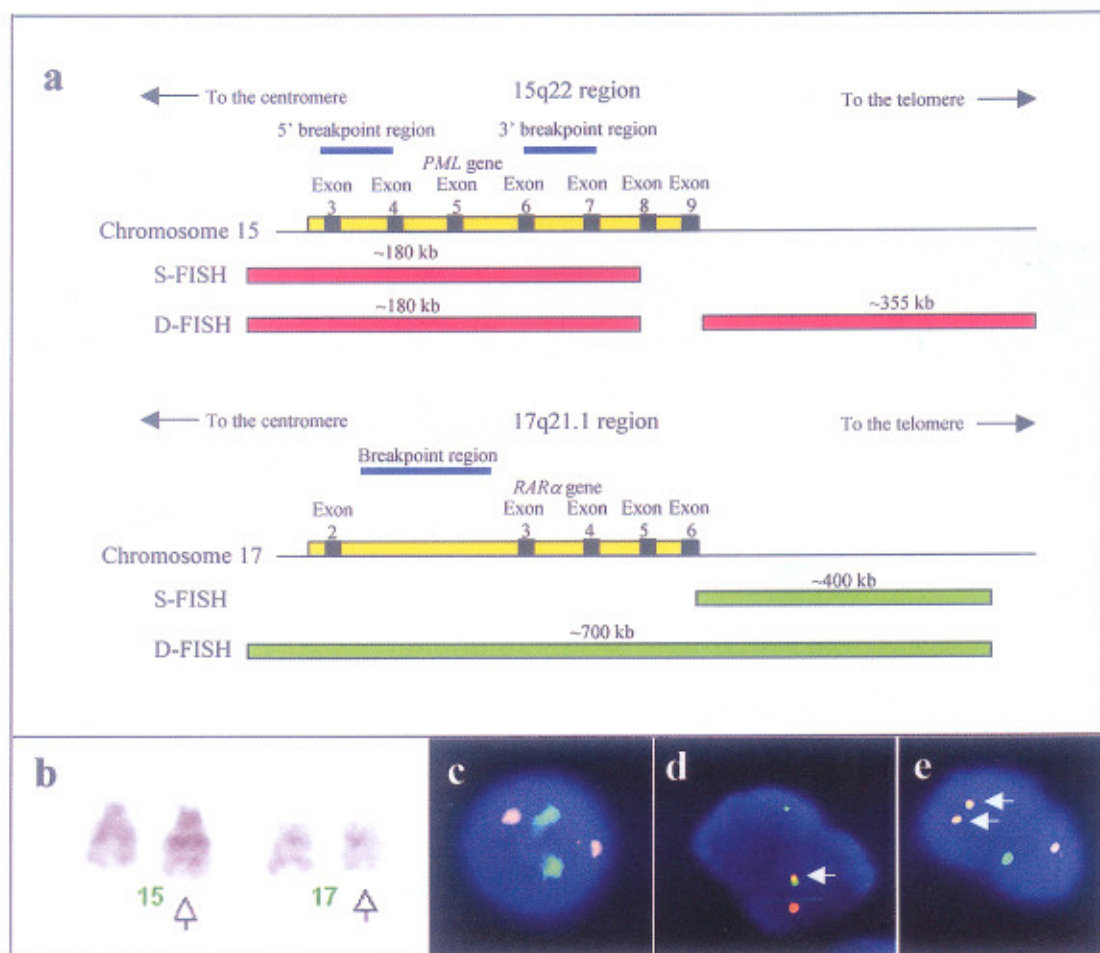 a
To the centromere 15q22 region To the telomere
5' breakpoint region 3' breakpoint region
PML gene
Exon Exon Exon Exon Exon Exon Exon
3 4 5 6 7 8 9
Chromosome 15
~180 kb
S-FISH
~180 kb ~355 kb
D-FISH
To the centromere 17q21.1 region To the telomere
Breakpoint region
RARα gene
Exon Exon Exon Exon Exon
2 3 4 5 6
Chromosome 17
~400 kb
S-FISH
~700 kb
D-FISH
b c d e
15 17